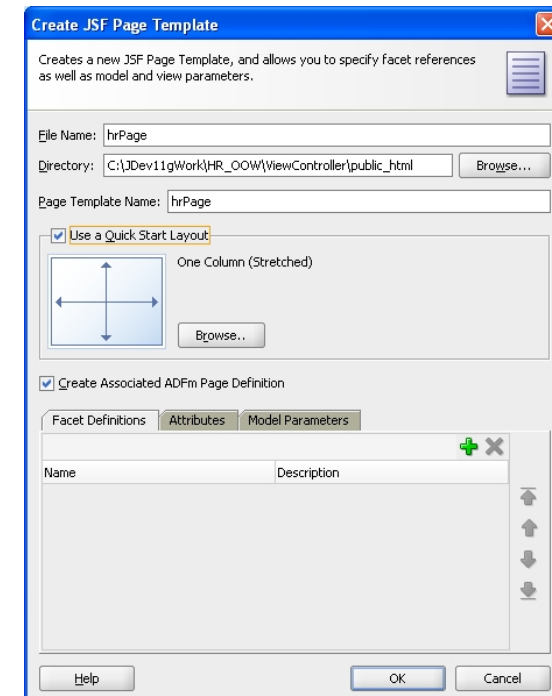 Create JSF Page Template
Creates a new JSF Page Template, and allows you to specify facet references
as well as model and view parameters.
File Name: hrPage
Directory: C:\JDev11gWork\HR_OOW\ViewController\public_html Browse...
Page Template Name: hrPage
Use a Quick Start Layout
One Column (Stretched)
Browse..
Create Associated ADFm Page Definition
Facet Definitions Attributes Model Parameters
Name Description
Help OK Cancel